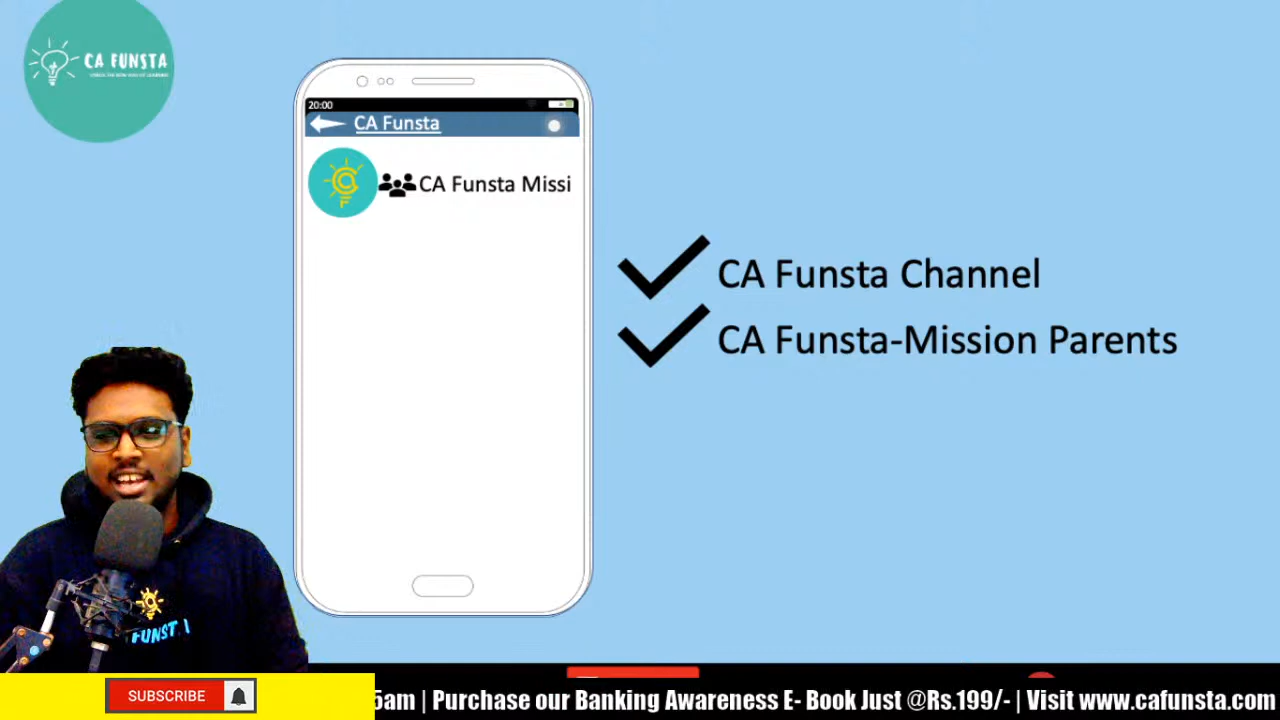 CA FUNSTA
20:00
CA Funsta
CA Funsta Missi
CA Funsta Channel
CA Funsta-Mission Parents
FUNST
SUBSCRIBE
5am | Purchase our Banking Awareness E- Book Just @Rs.199/- | Visit www.cafunsta.com